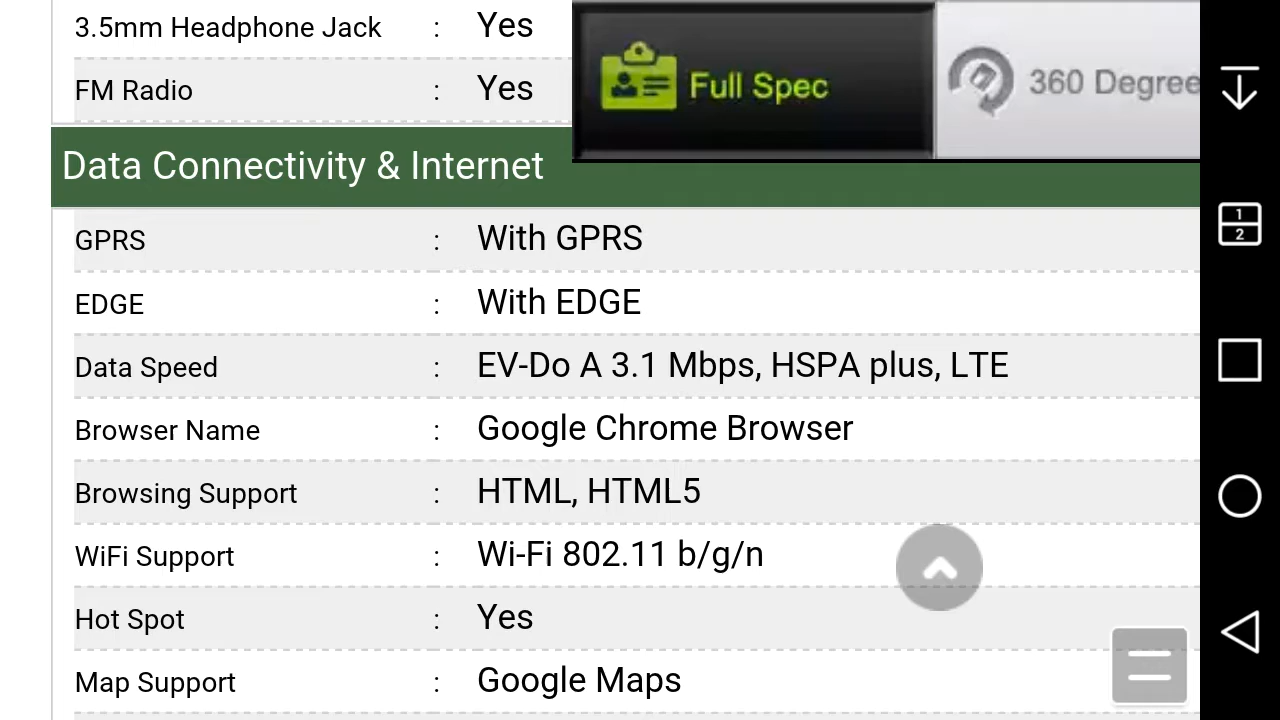 3.5mm Headphone Jack : Yes
FM Radio : Yes
Full Spec
360 Degree
Data Connectivity & Internet
GPRS : With GPRS
EDGE : With EDGE
Data Speed : EV-Do A 3.1 Mbps, HSPA plus, LTE
Browser Name : Google Chrome Browser
Browsing Support : HTML, HTML5
WiFi Support : Wi-Fi 802.11 b/g/n
Hot Spot : Yes
Map Support : Google Maps
1
2